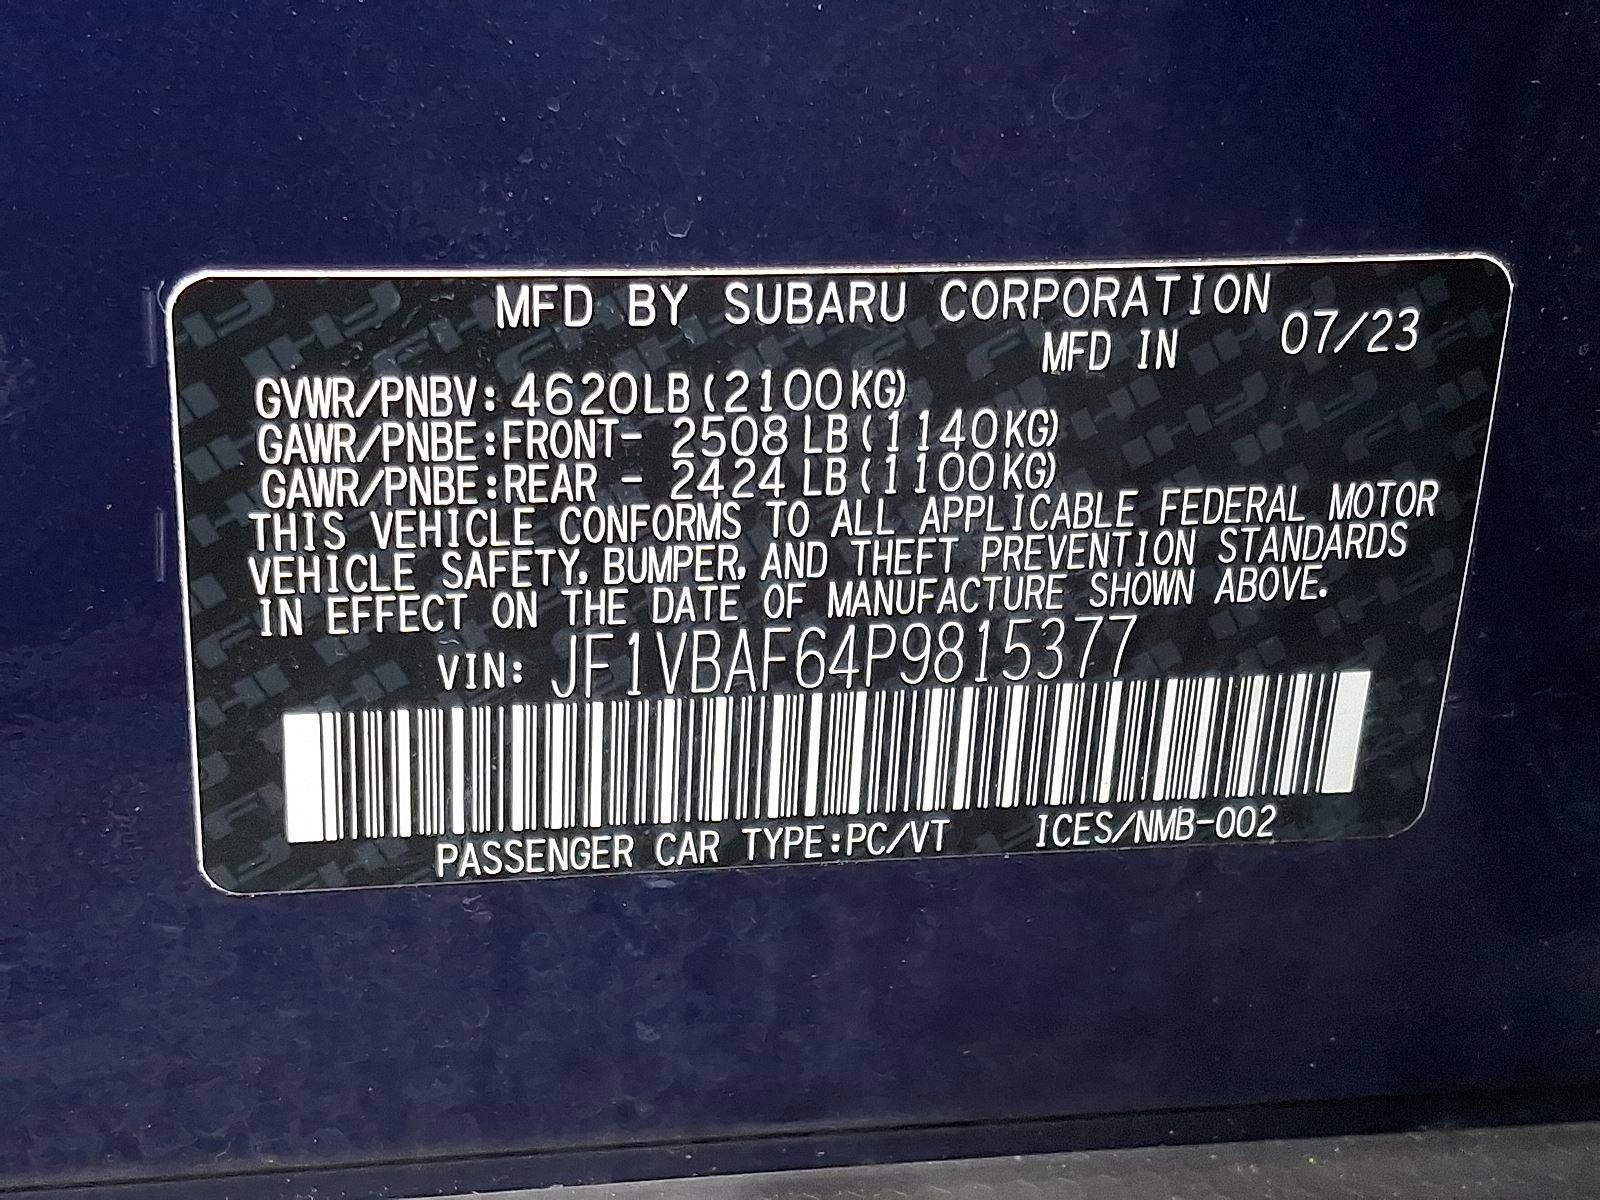 MFD BY SUBARU CORPORATION
MFD IN 07/23
GVWR/PNBV: 4620LB(2100KG)
GAWR/PNBE:FRONT- 2508 LB(1140KG)
GAWR/PNBE:REAR - 2424 LB(1100KG)
THIS VEHICLE CONFORMS TO ALL APPLICABLE FEDERAL MOTOR
VEHICLE SAFETY, BUMPER, AND THEFT PREVENTION STANDARDS
IN EFFECT ON THE DATE OF MANUFACTURE SHOWN ABOVE.
VIN: JF1VBAF64P9815377
PASSENGER CAR TYPE:PC/VT ICES/NMB-002